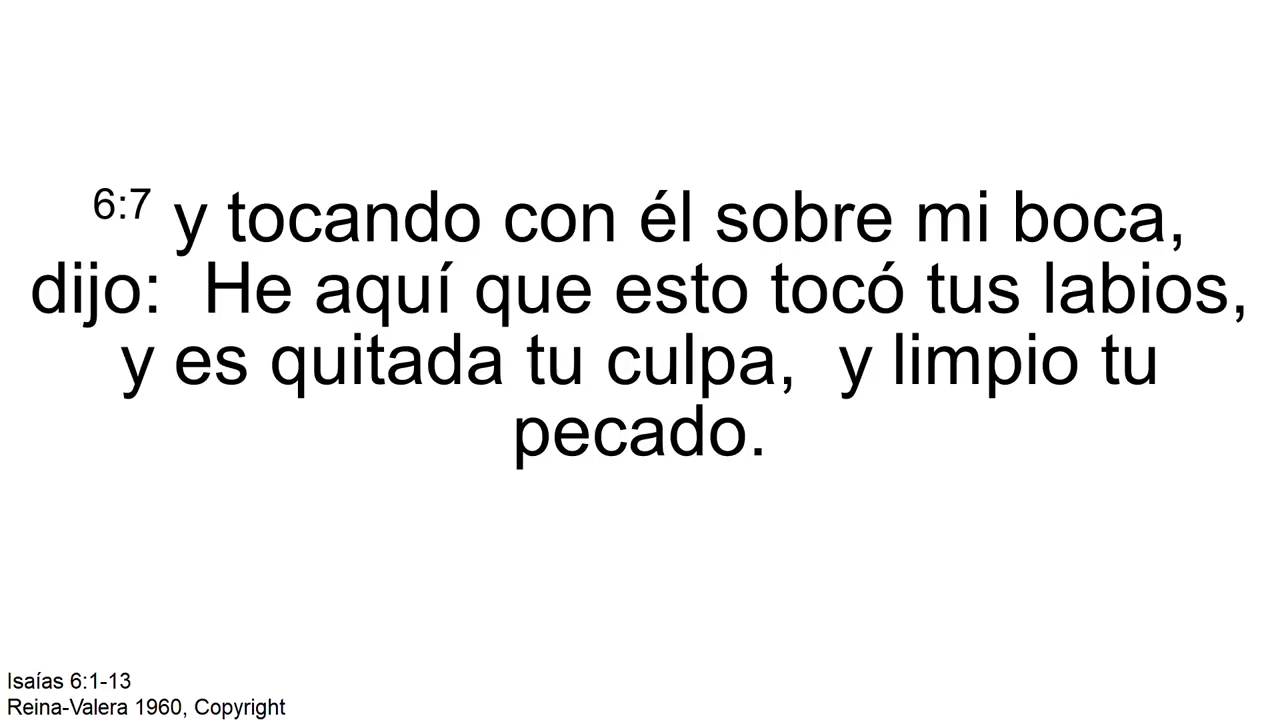 6:7 y tocando con él sobre mi boca,
dijo:  He aquí que esto tocó tus labios,
y es quitada tu culpa,  y limpio tu
pecado.
Isaías 6:1-13
Reina-Valera 1960, Copyright